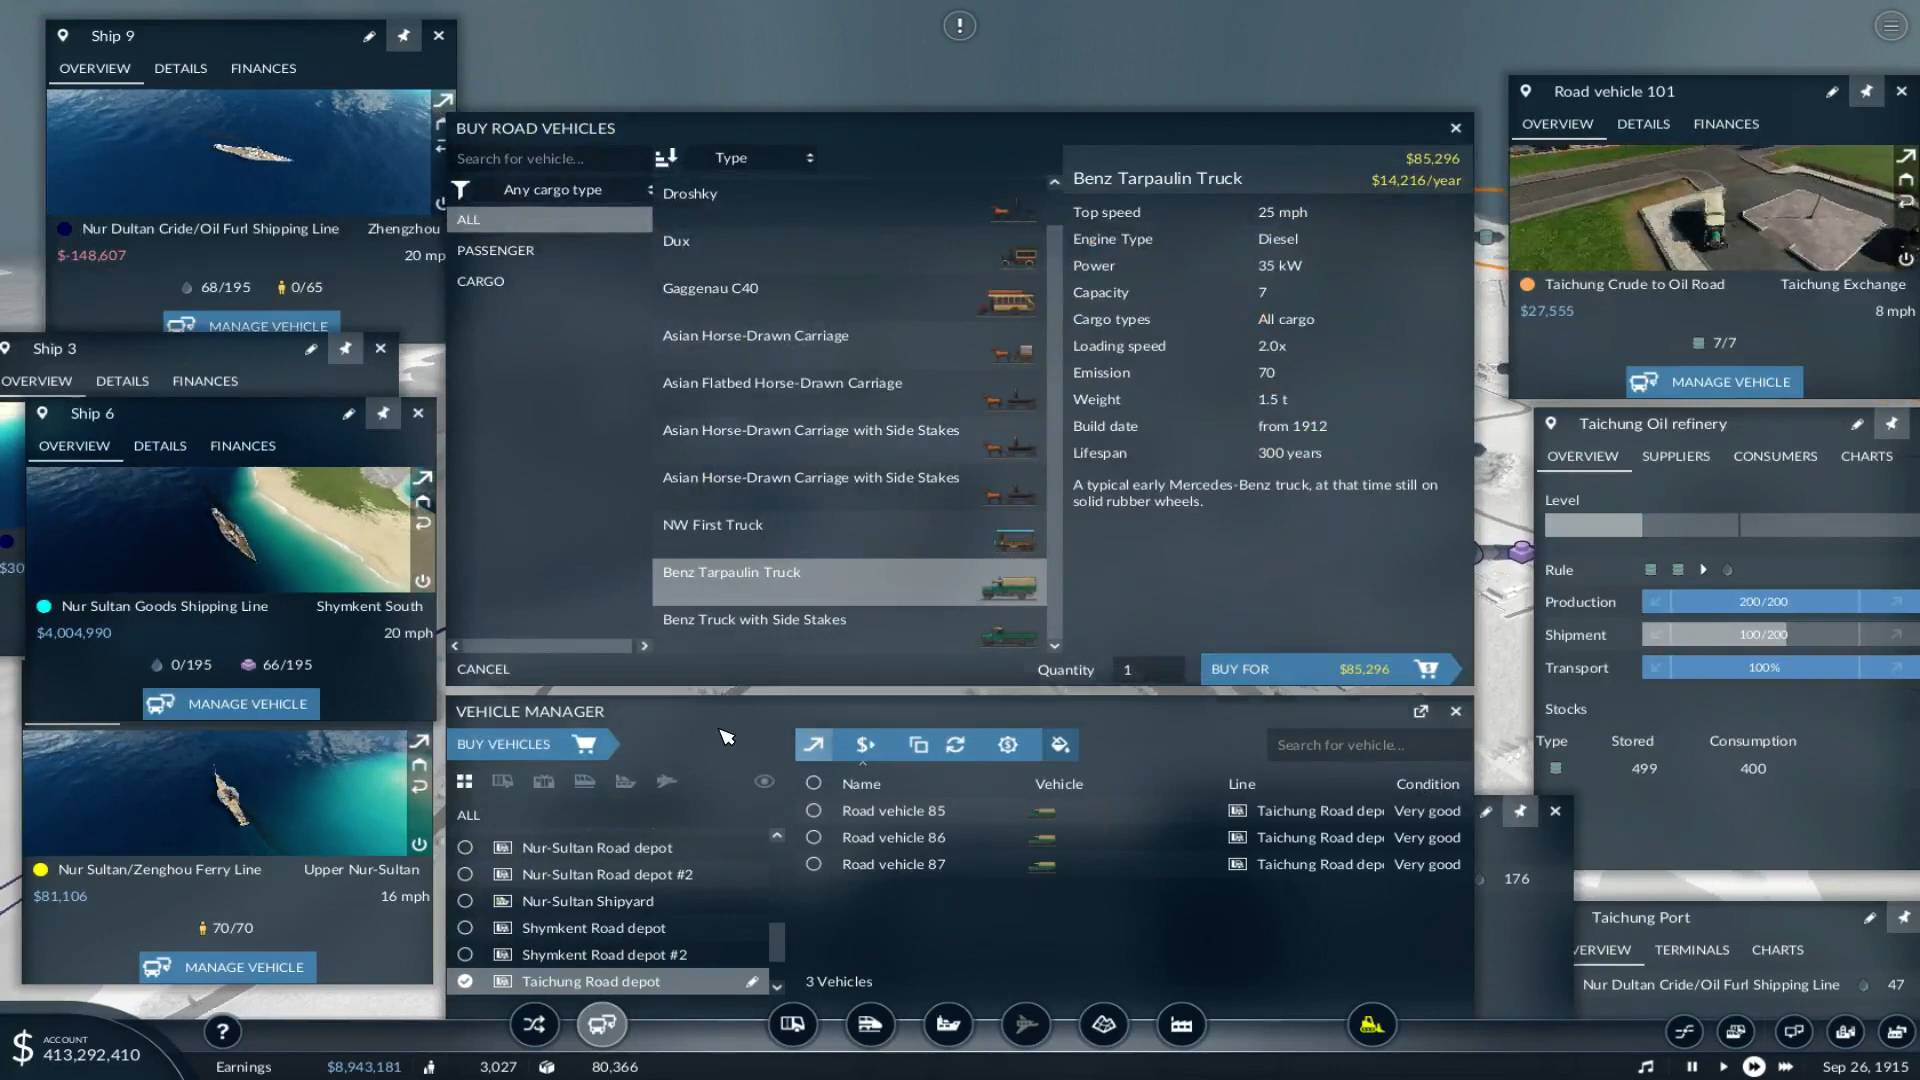 Ship 9
OVERVIEW DETAILS FINANCES
Nur Dultan Cride/Oil Furl Shipping Line Zhengzhou
$-148,607 20 mp
68/195 0/65
MANAGE VEHICLE
Ship 3
OVERVIEW DETAILS FINANCES
$30
Ship 6
OVERVIEW DETAILS FINANCES
Nur Sultan Goods Shipping Line Shymkent South
$4,004,990 20 mph
0/195 66/195
MANAGE VEHICLE
Nur Sultan/Zenghou Ferry Line Upper Nur-Sultan
$81,106 16 mph
70/70
MANAGE VEHICLE
BUY ROAD VEHICLES
Search for vehicle... Type
Any cargo type
ALL
PASSENGER
CARGO
Droshky
Dux
Gaggenau C40
Asian Horse-Drawn Carriage
Asian Flatbed Horse-Drawn Carriage
Asian Horse-Drawn Carriage with Side Stakes
Asian Horse-Drawn Carriage with Side Stakes
NW First Truck
Benz Tarpaulin Truck
Benz Truck with Side Stakes
$85,296
Benz Tarpaulin Truck $14,216/year
Top speed 25 mph
Engine Type Diesel
Power 35 kW
Capacity 7
Cargo types All cargo
Loading speed 2.0x
Emission 70
Weight 1.5 t
Build date from 1912
Lifespan 300 years
A typical early Mercedes-Benz truck, at that time still on
solid rubber wheels.
CANCEL Quantity 1 BUY FOR $85,296
VEHICLE MANAGER
BUY VEHICLES Search for vehicle...
ALL
Nur-Sultan Road depot
Nur-Sultan Road depot #2
Nur-Sultan Shipyard
Shymkent Road depot
Shymkent Road depot #2
Taichung Road depot
Name Vehicle Line Condition
Road vehicle 85 Taichung Road dep Very good
Road vehicle 86 Taichung Road dep Very good
Road vehicle 87 Taichung Road dep Very good
3 Vehicles
Road vehicle 101
OVERVIEW DETAILS FINANCES
Taichung Crude to Oil Road Taichung Exchange
$27,555 8 mph
7/7
MANAGE VEHICLE
Taichung Oil refinery
OVERVIEW SUPPLIERS CONSUMERS CHARTS
Level
Rule
Production 200/200
Shipment 100/200
Transport 100%
Stocks
Type Stored Consumption
499 400
176
Taichung Port
VERVIEW TERMINALS CHARTS
Nur Dultan Cride/Oil Furl Shipping Line 47
$ ACCOUNT
413,292,410
?
Earnings $8,943,181 3,027 80,366
Sep 26, 1915